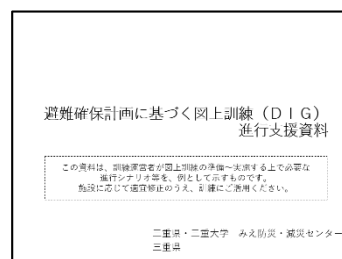 避難確保計画に基づく図上訓練（ＤＩＧ）
進行支援資料
この資料は、訓練運営者が図上訓練の準備～実施する上で必要な
進行シナリオ等を、例として示すものです。
施設に応じて適宜修正のうえ、訓練にご活用ください。
三重県・三重大学　みえ防災・減災センター
三重県